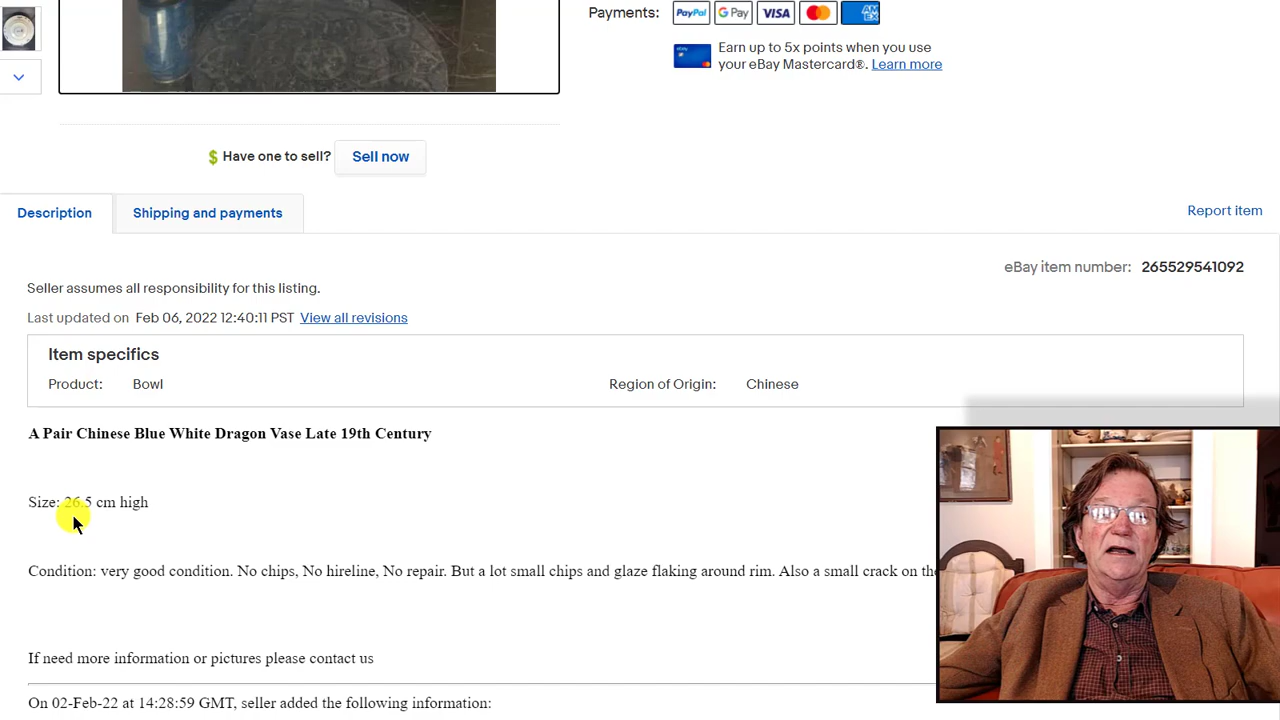 Payments: PayPal G Pay VISA AM EX
Earn up to 5x points when you use
your eBay Mastercard®. Learn more
$ Have one to sell? Sell now
Description Shipping and payments Report item
eBay item number: 265529541092
Seller assumes all responsibility for this listing.
Last updated on Feb 06, 2022 12:40:11 PST View all revisions
Item specifics
Product: Bowl Region of Origin: Chinese
A Pair Chinese Blue White Dragon Vase Late 19th Century
Size: 26.5 cm high
Condition: very good condition. No chips, No hireline, No repair. But a lot small chips and glaze flaking around rim. Also a small crack on the
If need more information or pictures please contact us
On 02-Feb-22 at 14:28:59 GMT, seller added the following information: